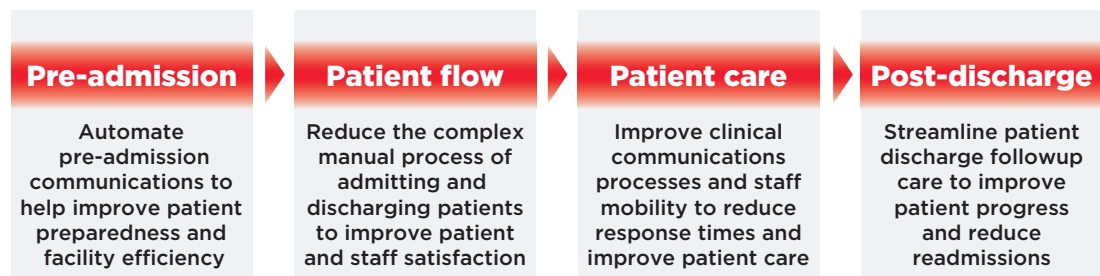 Pre-admission
Automate
pre-admission
communications to
help improve patient
preparedness and
facility efficiency
Patient flow
Reduce the complex
manual process of
admitting and
discharging patients
to improve patient
and staff satisfaction
Patient care
Improve clinical
communications
processes and staff
mobility to reduce
response times and
improve patient care
Post-discharge
Streamline patient
discharge followup
care to improve
patient progress
and reduce
readmissions